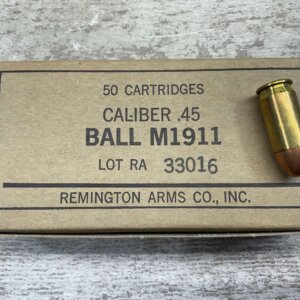 50 CARTRIDGES
CALIBER .45
BALL M1911
LOT RA 33016
REMINGTON ARMS CO., INC.